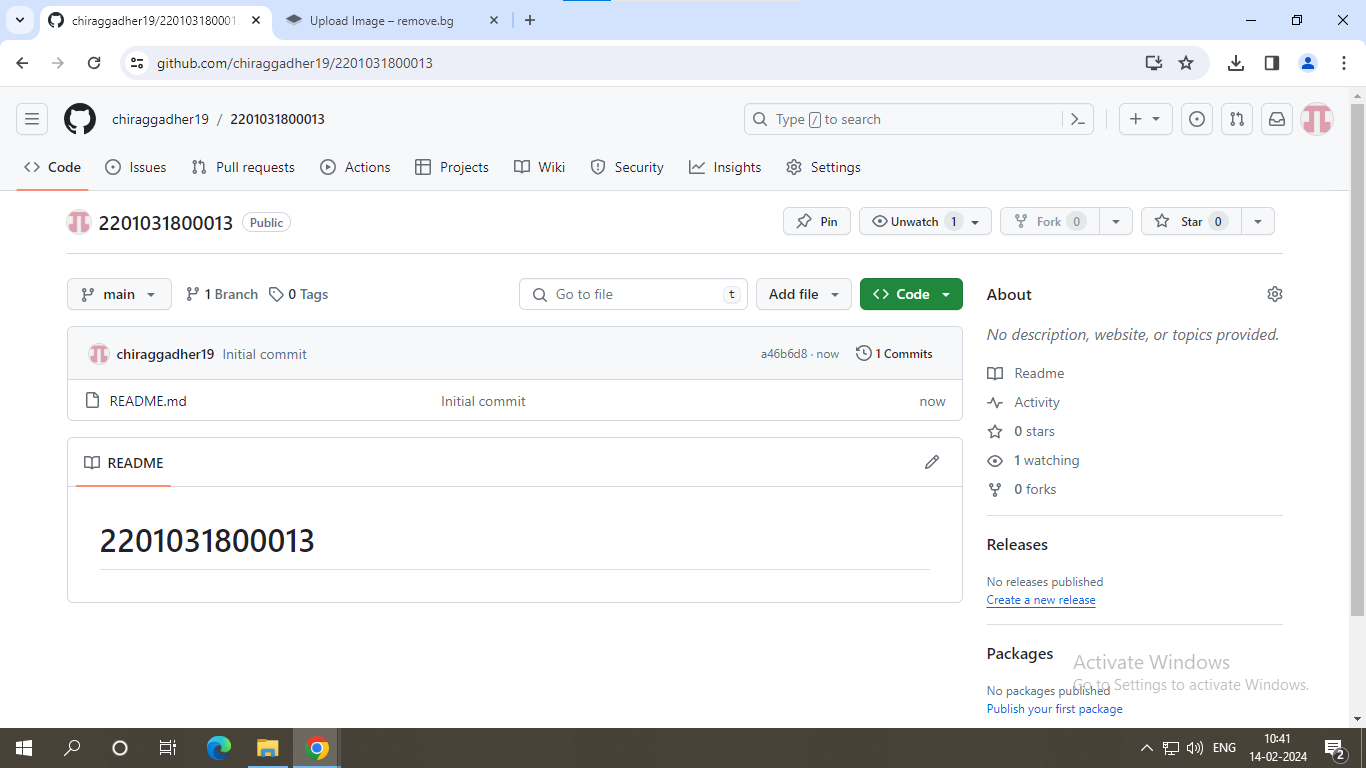 chiraggadher19/2201031800013
Upload Image – remove.bg
github.com/chiraggadher19/2201031800013
chiraggadher19 / 2201031800013
Type / to search
Code Issues Pull requests Actions Projects Wiki Security Insights Settings
2201031800013 Public
Pin Unwatch 1 Fork 0 Star 0
main 1 Branch 0 Tags
Go to file t Add file Code
chiraggadher19 Initial commit a46b6d8 · now 1 Commits
README.md Initial commit now
README
2201031800013
About
No description, website, or topics provided.
Readme
Activity
0 stars
1 watching
0 forks
Releases
No releases published
Create a new release
Packages
No packages published
Publish your first package
Activate Windows
Go to Settings to activate Windows.
ENG
10:41
14-02-2024
2